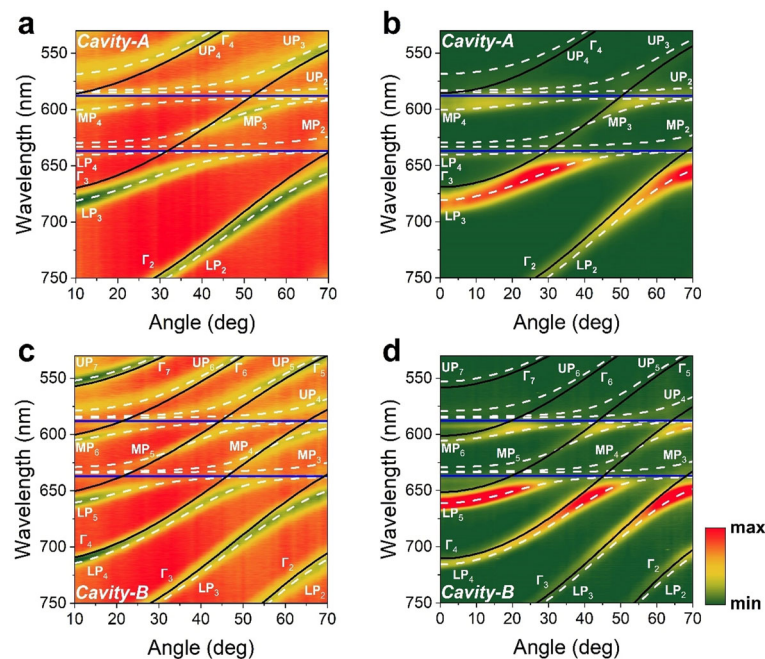 a
b
Cavity-A
Γ4
UP4
UP3
UP2
MP4
MP3
MP2
LP4
Γ3
LP3
Γ2
LP2
550
600
650
700
750
Wavelength (nm)
10 20 30 40 50 60 70
Angle (deg)
Cavity-A
Γ4
UP4
UP3
UP2
MP4
MP3
MP2
LP4
Γ3
LP3
Γ2
LP2
550
600
650
700
750
Wavelength (nm)
0 10 20 30 40 50 60 70
Angle (deg)
c
d
UP7
Γ7
UP6
Γ6
UP5
Γ5
UP4
MP6
MP5
MP4
MP3
LP5
Γ4
LP4
Γ3
LP3
Γ2
LP2
Cavity-B
550
600
650
700
750
Wavelength (nm)
10 20 30 40 50 60 70
Angle (deg)
UP7
Γ7
UP6
Γ6
UP5
Γ5
UP4
MP6
MP5
MP4
MP3
LP5
Γ4
LP4
Γ3
LP3
Γ2
LP2
Cavity-B
550
600
650
700
750
Wavelength (nm)
0 10 20 30 40 50 60 70
Angle (deg)
max
min